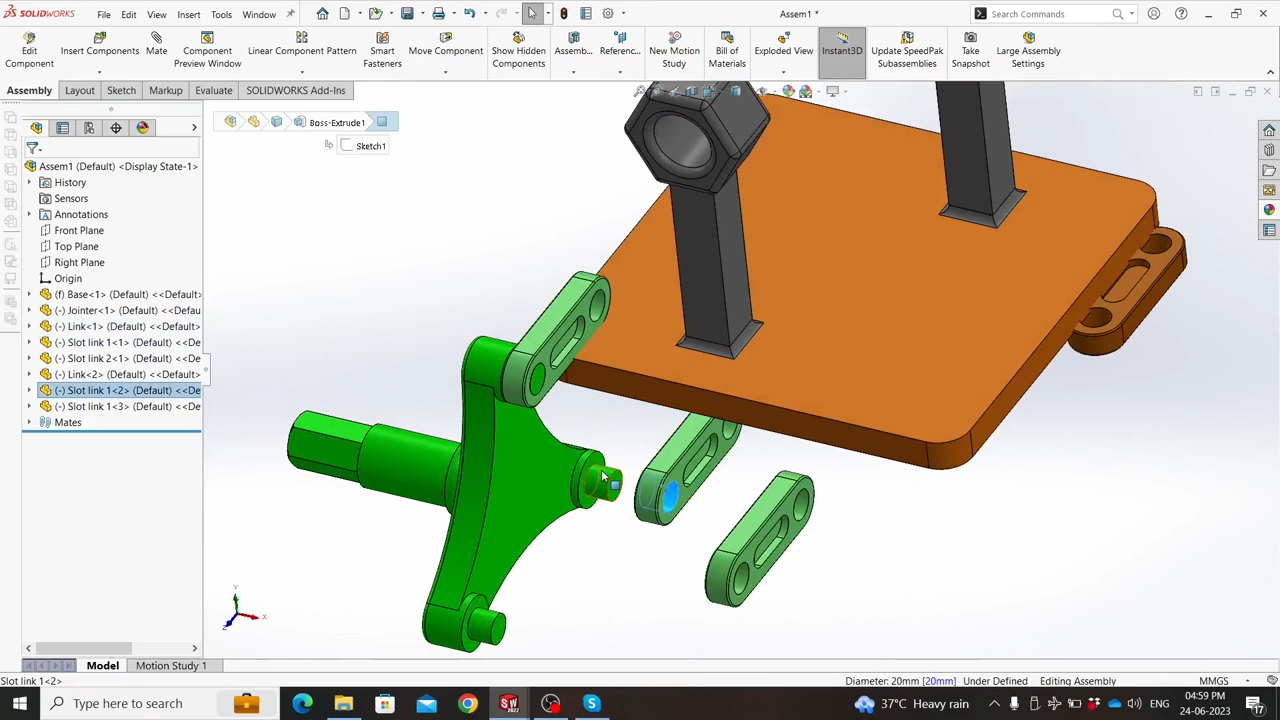 SOLIDWORKS File Edit View Insert Tools Window Assem1 * Search Commands
Edit Component
Insert Components
Mate
Component Preview Window
Linear Component Pattern
Smart Fasteners
Move Component
Show Hidden Components
Assemb...
Referenc...
New Motion Study
Bill of Materials
Exploded View
Instant3D
Update SpeedPak Subassemblies
Take Snapshot
Large Assembly Settings
Assembly Layout Sketch Markup Evaluate SOLIDWORKS Add-Ins
Boss-Extrude1
Sketch1
Assem1 (Default) <Display State-1>
History
Sensors
Annotations
Front Plane
Top Plane
Right Plane
Origin
(f) Base<1> (Default) <<Default>
(-) Jointer<1> (Default) <<Defau
(-) Link<1> (Default) <<Default>
(-) Slot link 1<1> (Default) <<De
(-) Slot link 2<1> (Default) <<De
(-) Link<2> (Default) <<Default>
(-) Slot link 1<2> (Default) <<De
(-) Slot link 1<3> (Default) <<De
Mates
Y
X
Z
Model Motion Study 1
Slot link 1<2> Diameter: 20mm [20mm] Under Defined Editing Assembly MMGS
Type here to search 37°C Heavy rain ENG 04:59 PM
24-06-2023